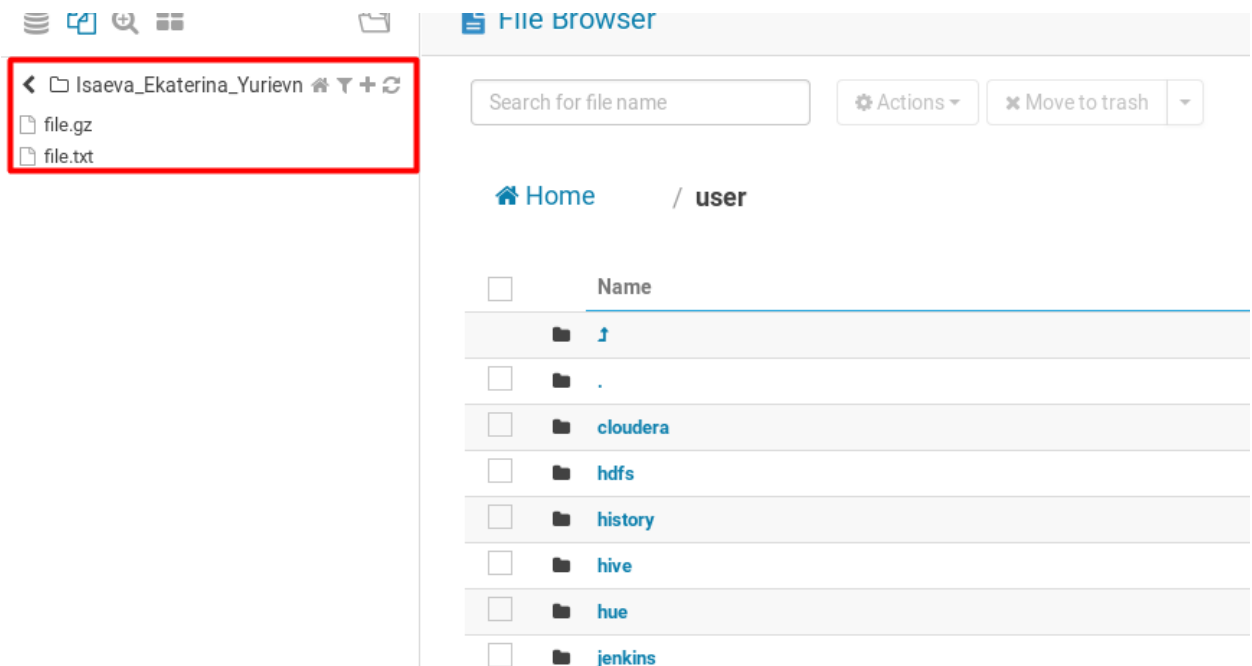 File Browser
Isaeva_Ekaterina_Yurievn
file.gz
file.txt
Search for file name
Actions
Move to trash
Home / user
Name
.
cloudera
hdfs
history
hive
hue
jenkins